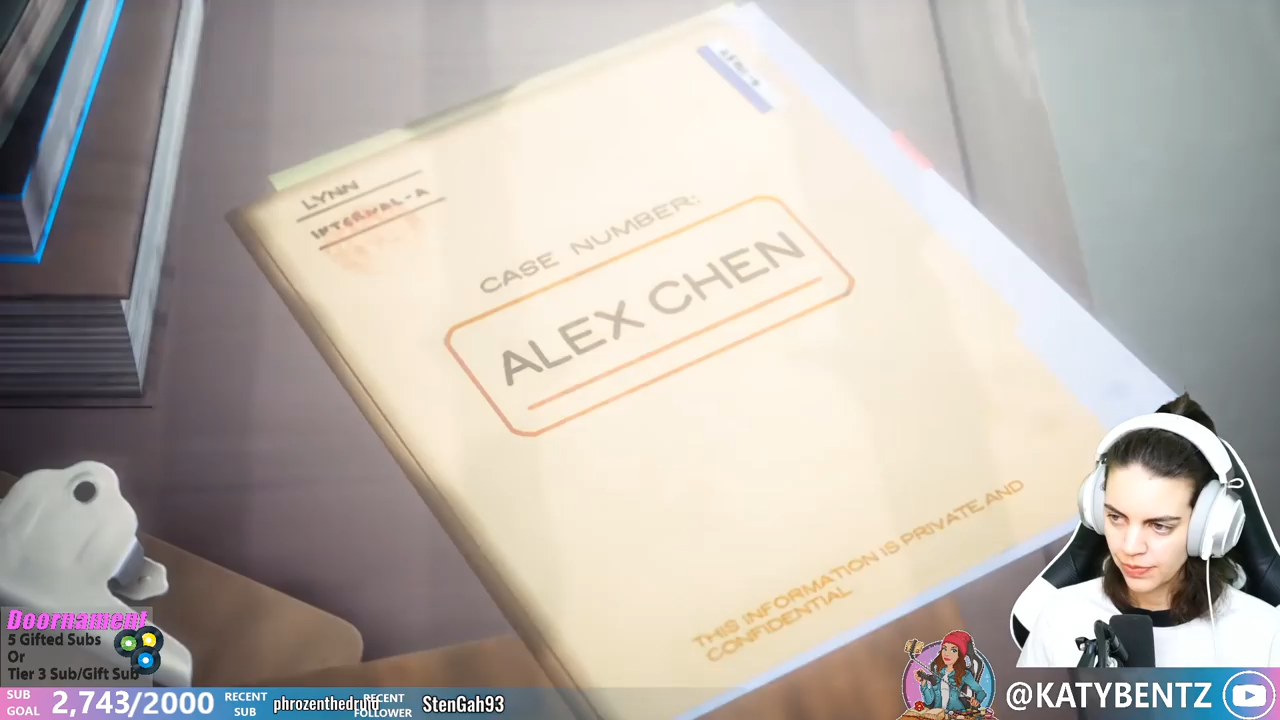 LYNN
INTERNAL-A
CASE NUMBER:
ALEX CHEN
THIS INFORMATION IS PRIVATE AND
CONFIDENTIAL
Doornament
5 Gifted Subs
Or
Tier 3 Sub/Gift Sub
SUB
GOAL
2,743/2000
RECENT
SUB
RECENT
FOLLOWER
StenGah93
@KATYBENTZ